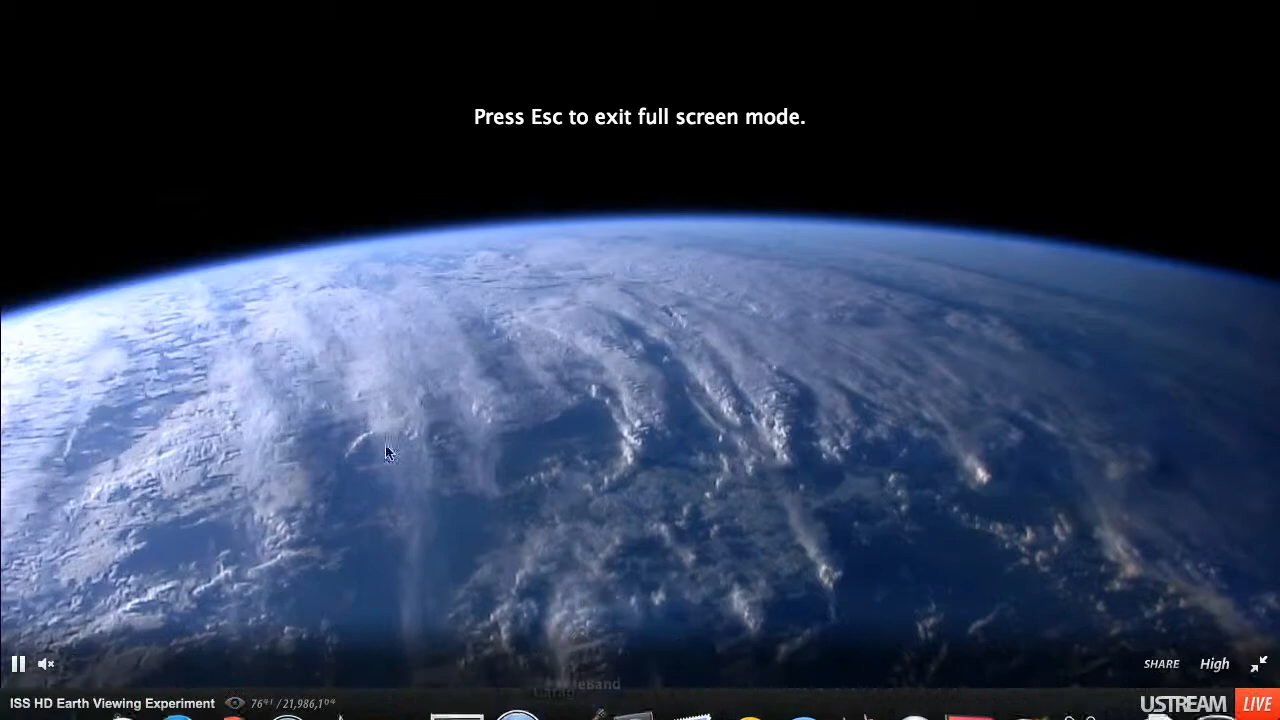 Press Esc to exit full screen mode.
SHARE
High
ISS HD Earth Viewing Experiment
USTREAM
LIVE